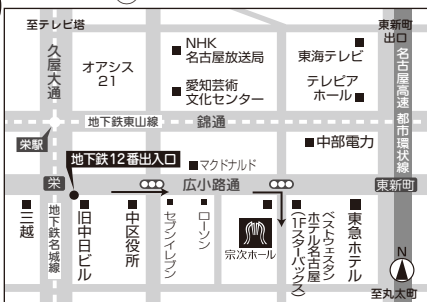 至テレビ塔
東新町
出口
久屋大通
オアシス
21
NHK
名古屋放送局
愛知芸術
文化センター
東海テレビ
テレピア
ホール
名古屋高速 都市環状線
地下鉄東山線
錦通
栄駅
地下鉄12番出入口
マクドナルド
中部電力
栄
広小路通
東新町
三越
地下鉄名城線
旧中日ビル
中区役所
セブンイレブン
ローソン
宗次ホール
ベストウェスタン
ホテル名古屋
(1Fスターバックス)
東急ホテル
N
至丸太町